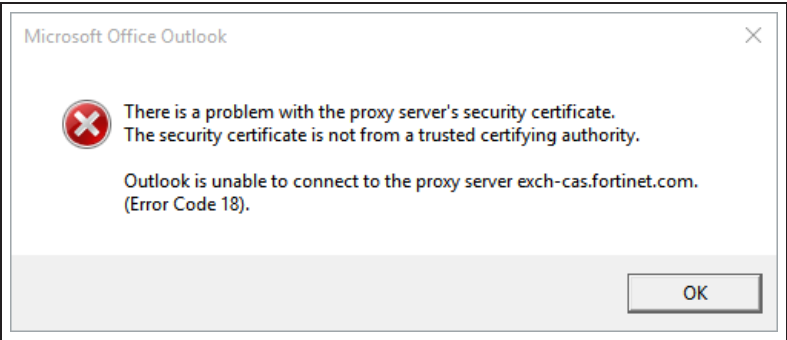 Microsoft Office Outlook
There is a problem with the proxy server's security certificate.
The security certificate is not from a trusted certifying authority.
Outlook is unable to connect to the proxy server exch-cas.fortinet.com.
(Error Code 18).
OK